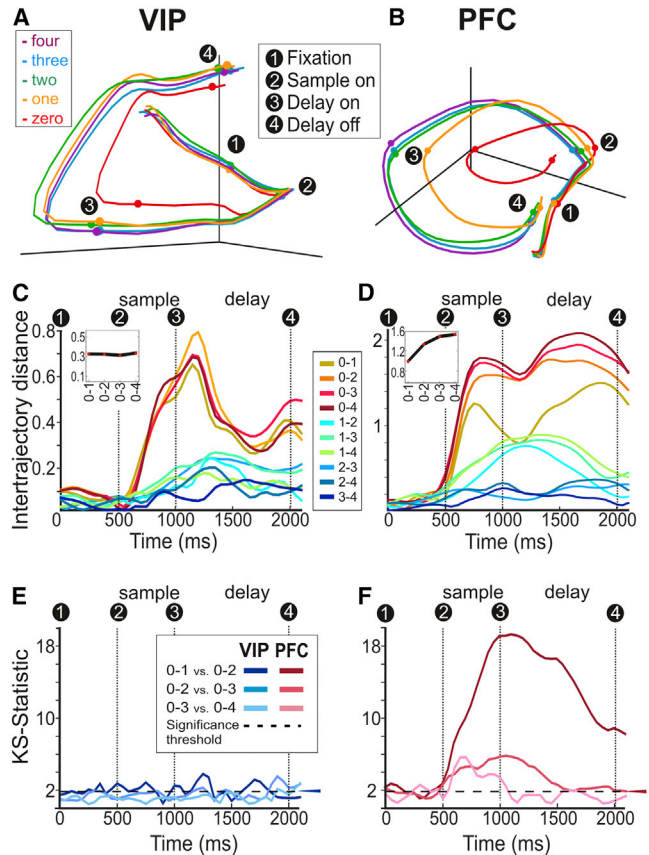 A VIP
B PFC
- four
- three
- two
- one
- zero
1 Fixation
2 Sample on
3 Delay on
4 Delay off
4
1
2
3
3
2
4
1
C sample delay
1 2 3 4
Intertrajectory distance
0.8
0.6
0.4
0.2
0.5
0.3
0.1
0-1 0-2 0-3 0-4
0 500 1000 1500 2000
Time (ms)
0-1
0-2
0-3
0-4
1-2
1-3
1-4
2-3
2-4
3-4
D sample delay
1 2 3 4
2
1
1.6
1.2
0.8
0-1 0-2 0-3 0-4
0 500 1000 1500 2000
Time (ms)
E sample delay
1 2 3 4
KS-Statistic
18
10
2
VIP PFC
0-1 vs. 0-2
0-2 vs. 0-3
0-3 vs. 0-4
Significance
threshold
0 500 1000 1500 2000
Time (ms)
F sample delay
1 2 3 4
18
10
2
0 500 1000 1500 2000
Time (ms)